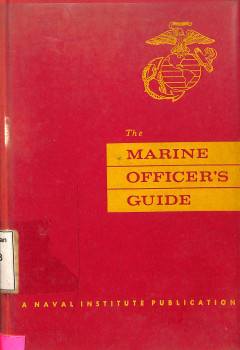 The
MARINE
OFFICER'S
GUIDE
A NAVAL INSTITUTE PUBLICATION